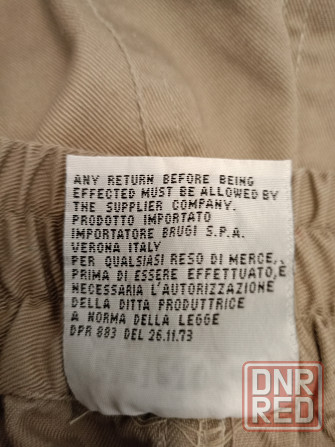 ANY RETURN BEFORE BEING
EFFECTED MUST BE ALLOWED BY
THE SUPPLIER COMPANY.
PRODOTTO IMPORTATO
IMPORTATORE BRUGI S.P.A.
VERONA ITALY
PER QUALSIASI RESO DI MERCE,
PRIMA DI ESSERE EFFETTUATO,È
NECESSARIA L'AUTORIZZAZIONE
DELLA DITTA PRODUTTRICE
A NORMA DELLA LEGGE
DPR 883 DEL 26.11.73
DNR
RED